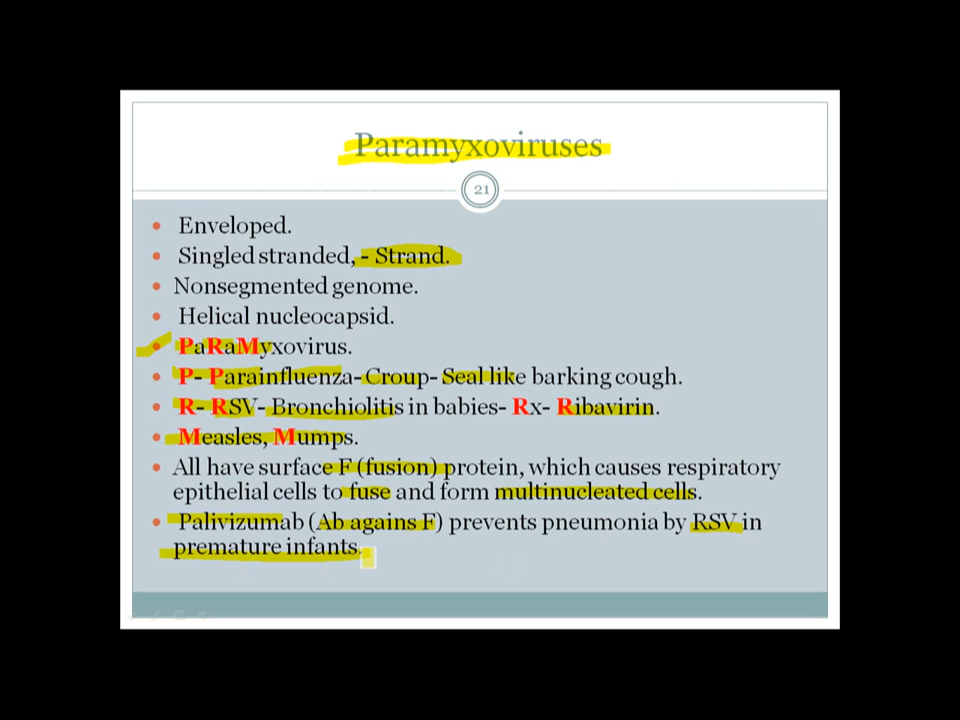 Paramyxoviruses
21
• Enveloped.
• Singled stranded, - Strand.
• Nonsegmented genome.
• Helical nucleocapsid.
• PaRaMyxovirus.
• P- Parainfluenza- Croup- Seal like barking cough.
• R- RSV- Bronchiolitis in babies- Rx- Ribavirin.
• Measles, Mumps.
• All have surface F (fusion) protein, which causes respiratory
epithelial cells to fuse and form multinucleated cells.
• Palivizumab (Ab agains F) prevents pneumonia by RSV in
premature infants.